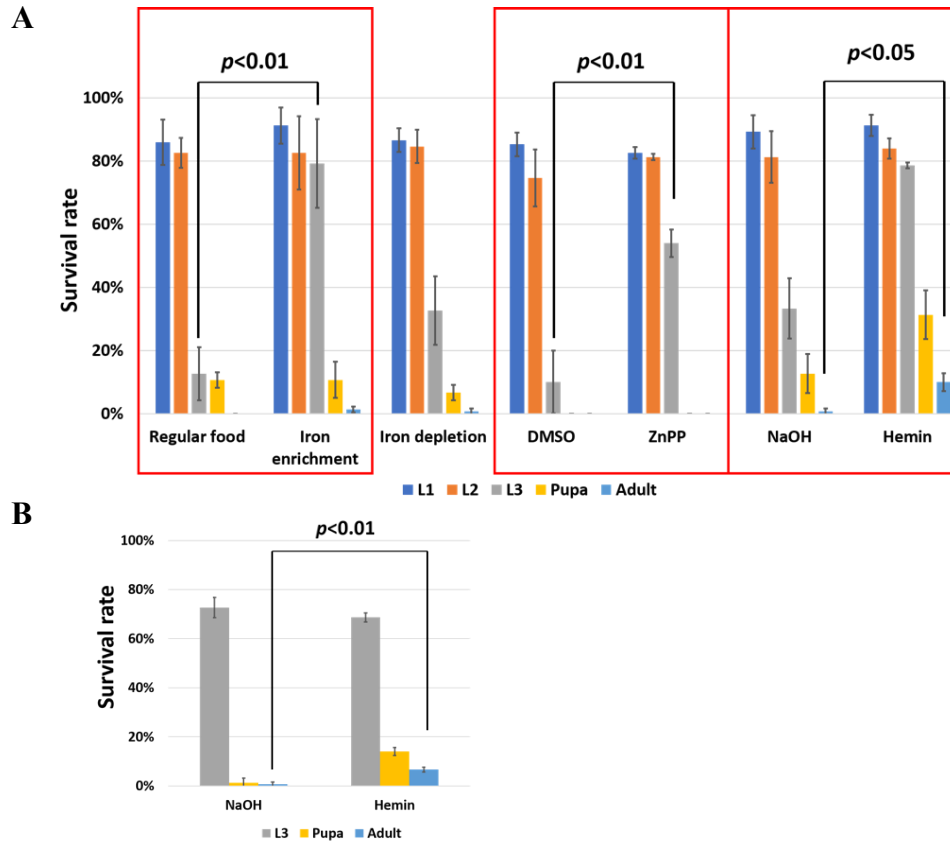 A
p<0.01
p<0.01
p<0.05
Survival rate
100%
80%
60%
40%
20%
0%
Regular food
Iron
enrichment
Iron depletion
DMSO
ZnPP
NaOH
Hemin
L1 L2 L3 Pupa Adult
B
p<0.01
Survival rate
100%
80%
60%
40%
20%
0%
NaOH
Hemin
L3 Pupa Adult